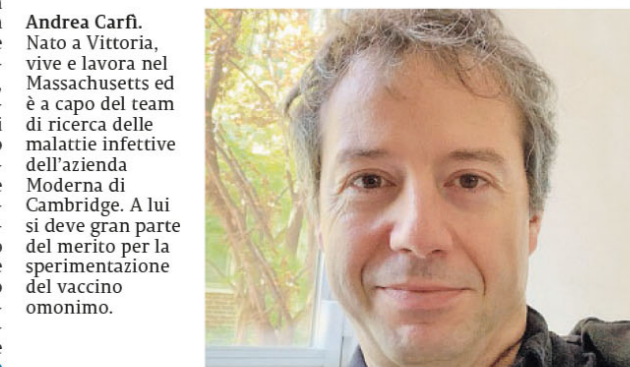 Andrea Carfì.
Nato a Vittoria,
vive e lavora nel
Massachusetts ed
è a capo del team
di ricerca delle
malattie infettive
dell’azienda
Moderna di
Cambridge. A lui
si deve gran parte
del merito per la
sperimentazione
del vaccino
omonimo.